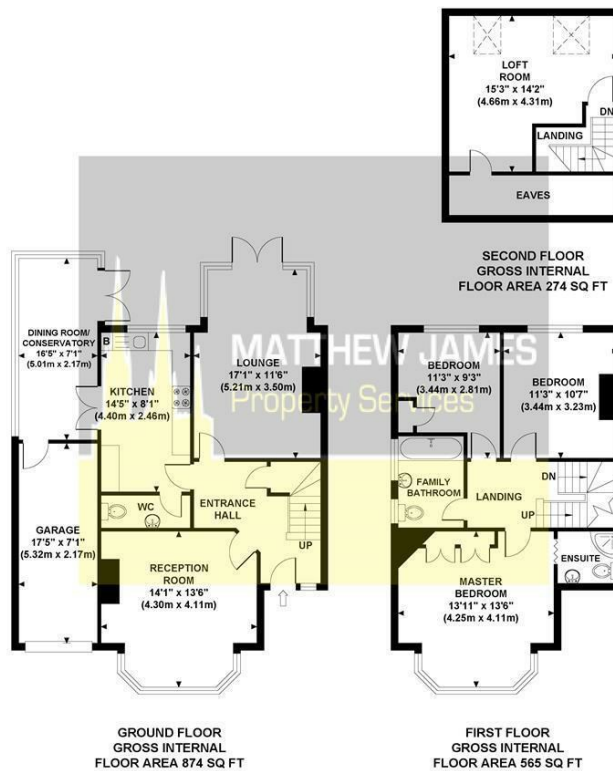 LOFT
ROOM
15'3" x 14'2"
(4.66m x 4.31m)
DN
LANDING
EAVES
SECOND FLOOR
GROSS INTERNAL
FLOOR AREA 274 SQ FT
DINING ROOM/
CONSERVATORY
16'5" x 7'1"
(5.01m x 2.17m)
B
KITCHEN
14'5" x 8'1"
(4.40m x 2.46m)
LOUNGE
17'1" x 11'6"
(5.21m x 3.50m)
MATTHEW JAMES
Property Services
WC
ENTRANCE
HALL
UP
GARAGE
17'5" x 7'1"
(5.32m x 2.17m)
RECEPTION
ROOM
14'1" x 13'6"
(4.30m x 4.11m)
GROUND FLOOR
GROSS INTERNAL
FLOOR AREA 874 SQ FT
BEDROOM
11'3" x 9'3"
(3.44m x 2.81m)
BEDROOM
11'3" x 10'7"
(3.44m x 3.23m)
FAMILY
BATHROOM
LANDING
DN
UP
ENSUITE
MASTER
BEDROOM
13'11" x 13'6"
(4.25m x 4.11m)
FIRST FLOOR
GROSS INTERNAL
FLOOR AREA 565 SQ FT